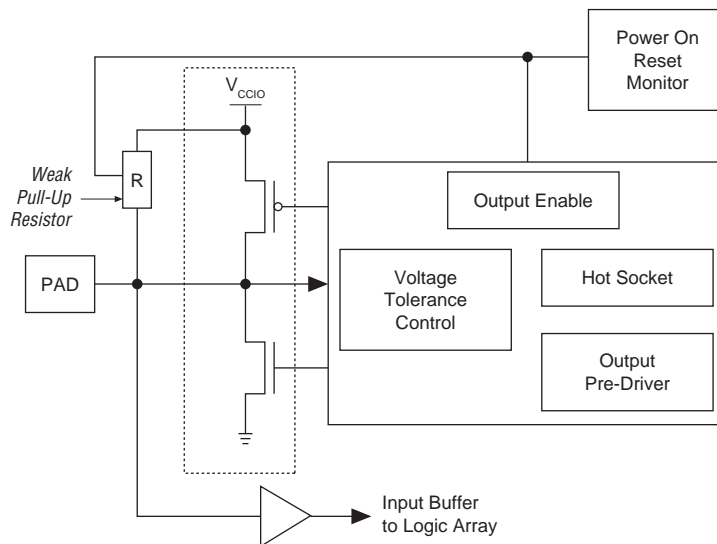 Power On
Reset
Monitor
V_CCIO
Weak
Pull-Up
Resistor
R
Output Enable
PAD
Voltage
Tolerance
Control
Hot Socket
Output
Pre-Driver
Input Buffer
to Logic Array